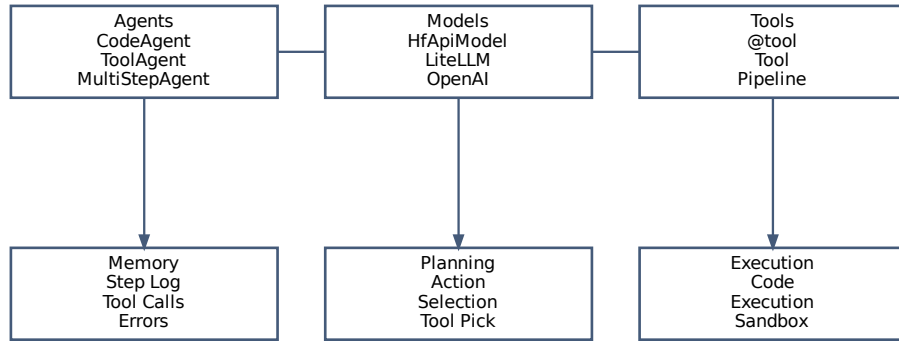 Agents
CodeAgent
ToolAgent
MultiStepAgent
Models
HfApiModel
LiteLLM
OpenAI
Tools
@tool
Tool
Pipeline
Memory
Step Log
Tool Calls
Errors
Planning
Action
Selection
Tool Pick
Execution
Code
Execution
Sandbox